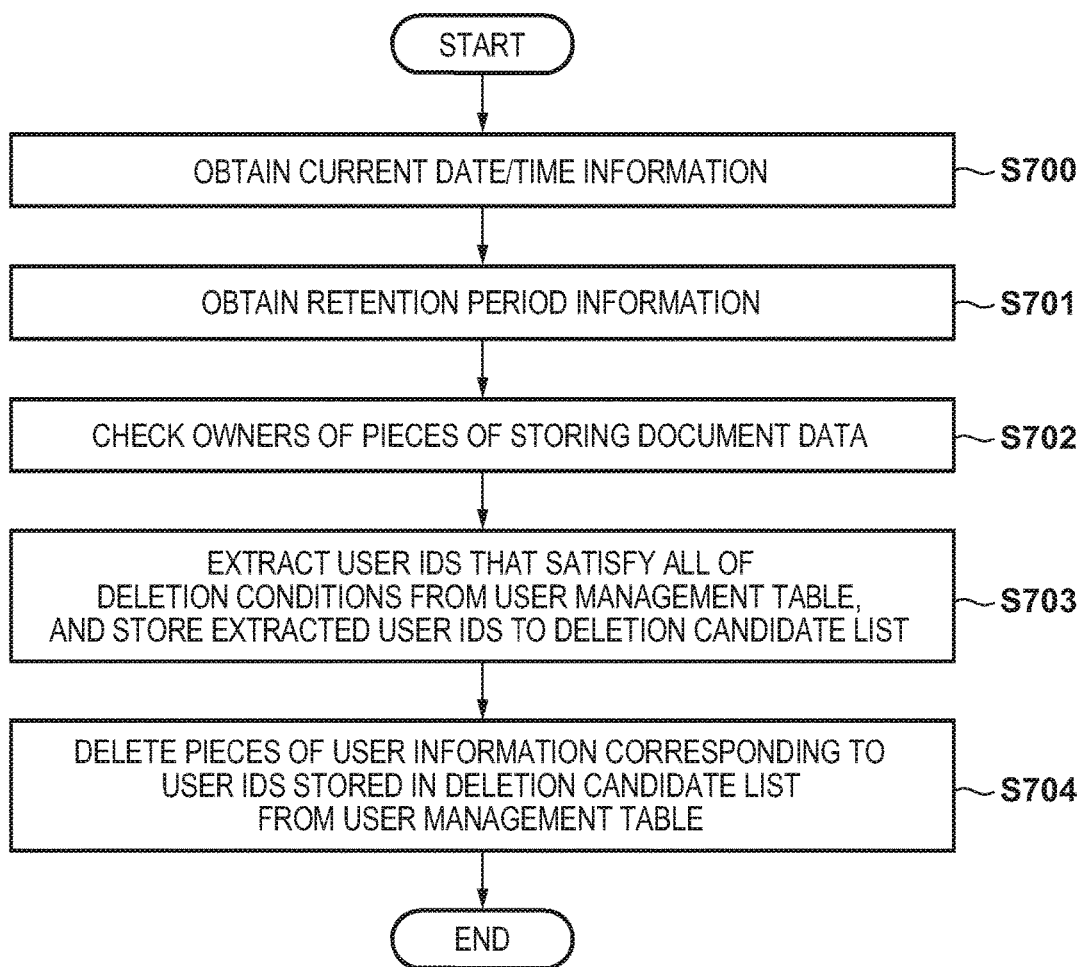 START
OBTAIN CURRENT DATE/TIME INFORMATION
S700
OBTAIN RETENTION PERIOD INFORMATION
S701
CHECK OWNERS OF PIECES OF STORING DOCUMENT DATA
S702
EXTRACT USER IDS THAT SATISFY ALL OF
DELETION CONDITIONS FROM USER MANAGEMENT TABLE,
AND STORE EXTRACTED USER IDS TO DELETION CANDIDATE LIST
S703
DELETE PIECES OF USER INFORMATION CORRESPONDING TO
USER IDS STORED IN DELETION CANDIDATE LIST
FROM USER MANAGEMENT TABLE
S704
END